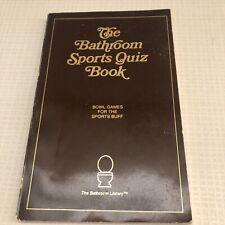 The
Bathroom
Sports Quiz
Book
BOWL GAMES
FOR THE
SPORTS BUFF
The Bathroom Library™